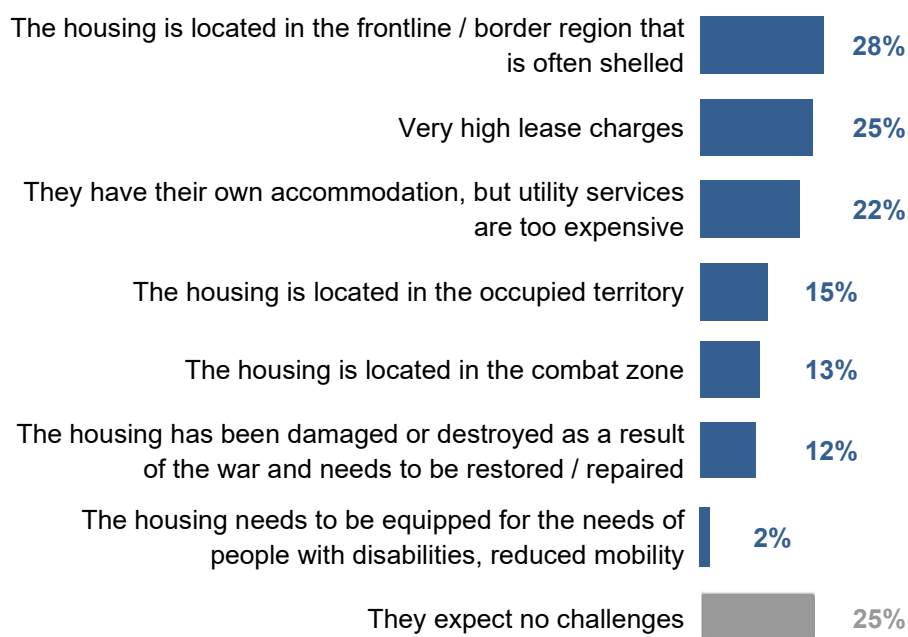 The housing is located in the frontline / border region that
is often shelled
28%
Very high lease charges
25%
They have their own accommodation, but utility services
are too expensive
22%
The housing is located in the occupied territory
15%
The housing is located in the combat zone
13%
The housing has been damaged or destroyed as a result
of the war and needs to be restored / repaired
12%
The housing needs to be equipped for the needs of
people with disabilities, reduced mobility
2%
They expect no challenges
25%